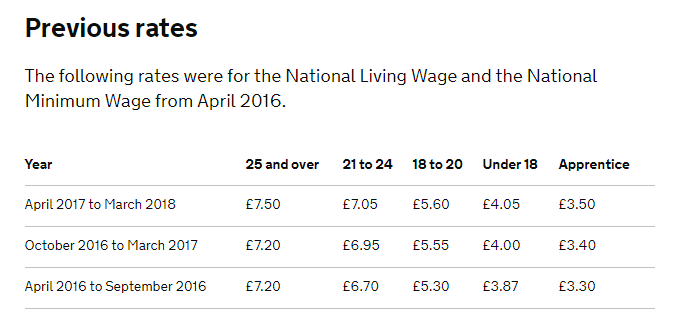 Previous rates
The following rates were for the National Living Wage and the National
Minimum Wage from April 2016.
Year 25 and over 21 to 24 18 to 20 Under 18 Apprentice
April 2017 to March 2018 £7.50 £7.05 £5.60 £4.05 £3.50
October 2016 to March 2017 £7.20 £6.95 £5.55 £4.00 £3.40
April 2016 to September 2016 £7.20 £6.70 £5.30 £3.87 £3.30